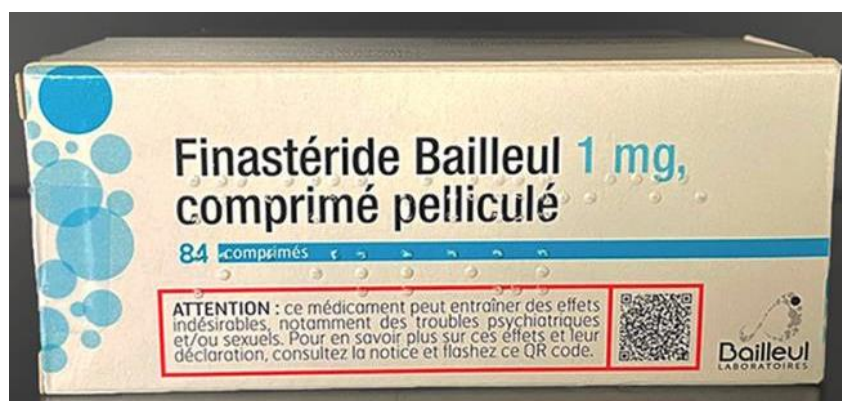 Finastéride Bailleul 1 mg,
comprimé pelliculé
84 comprimés
ATTENTION : ce médicament peut entraîner des effets
indésirables, notamment des troubles psychiatriques
et/ou sexuels. Pour en savoir plus sur ces effets et leur
déclaration, consultez la notice et flashez ce QR code.
Bailleul
LABORATOIRES